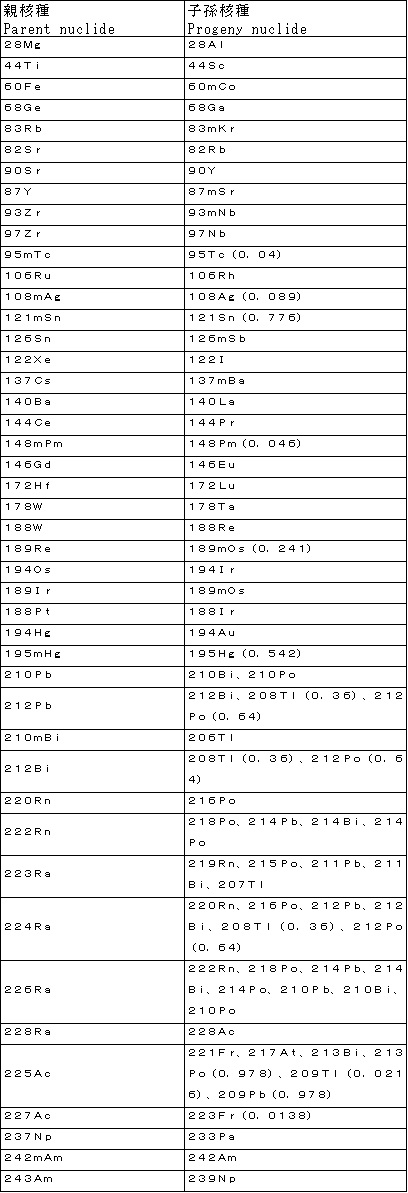 親核種 子孫核種
Parent nuclide Progeny nuclide
28Mg 28Al
44Ti 44Sc
60Fe 60mCo
68Ge 68Ga
83Rb 83mKr
82Sr 82Rb
90Sr 90Y
87Y 87mSr
93Zr 93mNb
97Zr 97Nb
95mTc 95Tc(0.04)
106Ru 106Rh
108mAg 108Ag(0.089)
121mSn 121Sn(0.776)
126Sn 126mSb
122Xe 122I
137Cs 137mBa
140Ba 140La
144Ce 144Pr
148mPm 148Pm(0.046)
146Gd 146Eu
172Hf 172Lu
178W 178Ta
188W 188Re
189Re 189mOs(0.241)
194Os 194Ir
189Ir 189mOs
188Pt 188Ir
194Hg 194Au
195mHg 195Hg(0.542)
210Pb 210Bi、210Po
212Pb 212Bi、208Tl(0.36)、212
Po(0.64)
210mBi 206Tl
212Bi 208Tl(0.36)、212Po(0.6
4)
220Rn 216Po
222Rn 218Po、214Pb、214Bi、214
Po
223Ra 219Rn、215Po、211Pb、211
Bi、207Tl
224Ra 220Rn、216Po、212Pb、212
Bi、208Tl(0.36)、212Po
(0.64)
226Ra 222Rn、218Po、214Pb、214
Bi、214Po、210Pb、210Bi、
210Po
228Ra 228Ac
225Ac 221Fr、217At、213Bi、213
Po(0.978)、209Tl(0.021
6)、209Pb(0.978)
227Ac 223Fr(0.0138)
237Np 233Pa
242mAm 242Am
243Am 239Np